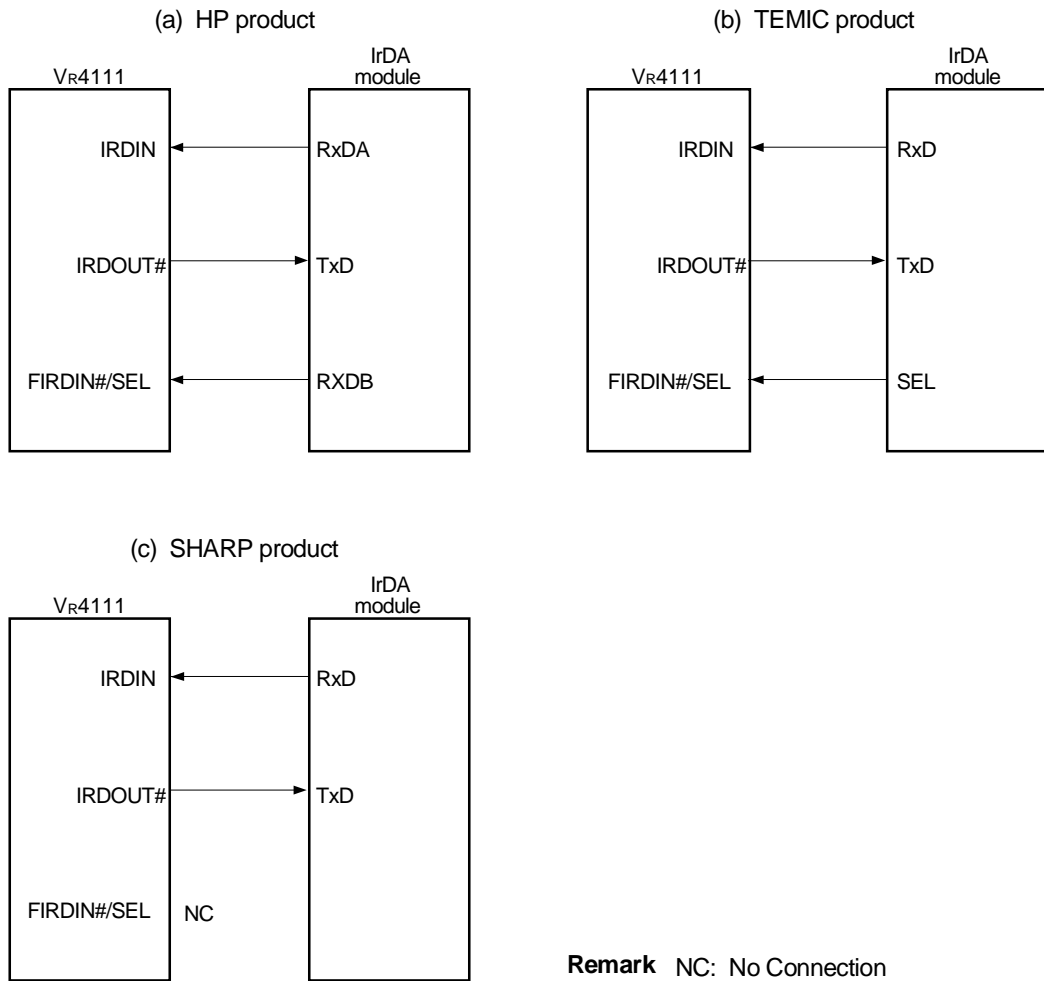 (a) HP product
VR4111
IrDA
module
IRDIN
RxDA
IRDOUT#
TxD
FIRDIN#/SEL
RXDB
(b) TEMIC product
VR4111
IrDA
module
IRDIN
RxD
IRDOUT#
TxD
FIRDIN#/SEL
SEL
(c) SHARP product
VR4111
IrDA
module
IRDIN
RxD
IRDOUT#
TxD
FIRDIN#/SEL
NC
Remark NC: No Connection